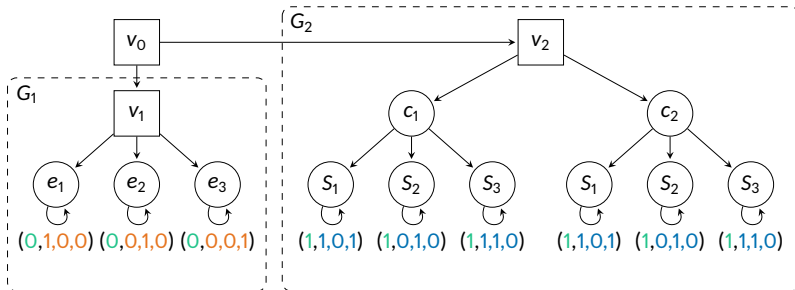 G₂
v₀ v₂
G₁
v₁ c₁ c₂
e₁ e₂ e₃ S₁ S₂ S₃ S₁ S₂ S₃
(0,1,0,0) (0,0,1,0) (0,0,0,1) (1,1,0,1) (1,0,1,0) (1,1,1,0) (1,1,0,1) (1,0,1,0) (1,1,1,0)